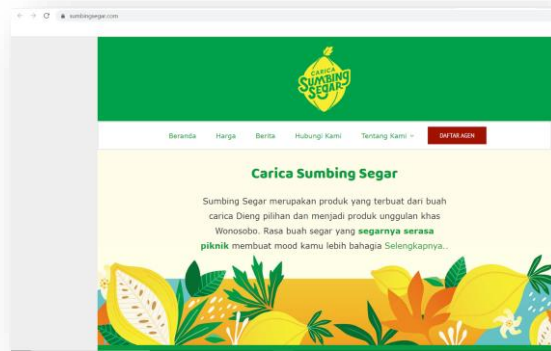 sumbingsegar.com
CARICA
SUMBING
SEGAR
Beranda Harga Berita Hubungi Kami Tentang Kami DAFTAR AGEN
Carica Sumbing Segar
Sumbing Segar merupakan produk yang terbuat dari buah
carica Dieng pilihan dan menjadi produk unggulan khas
Wonosobo. Rasa buah segar yang segarnya serasa
piknik membuat mood kamu lebih bahagia Selengkapnya..